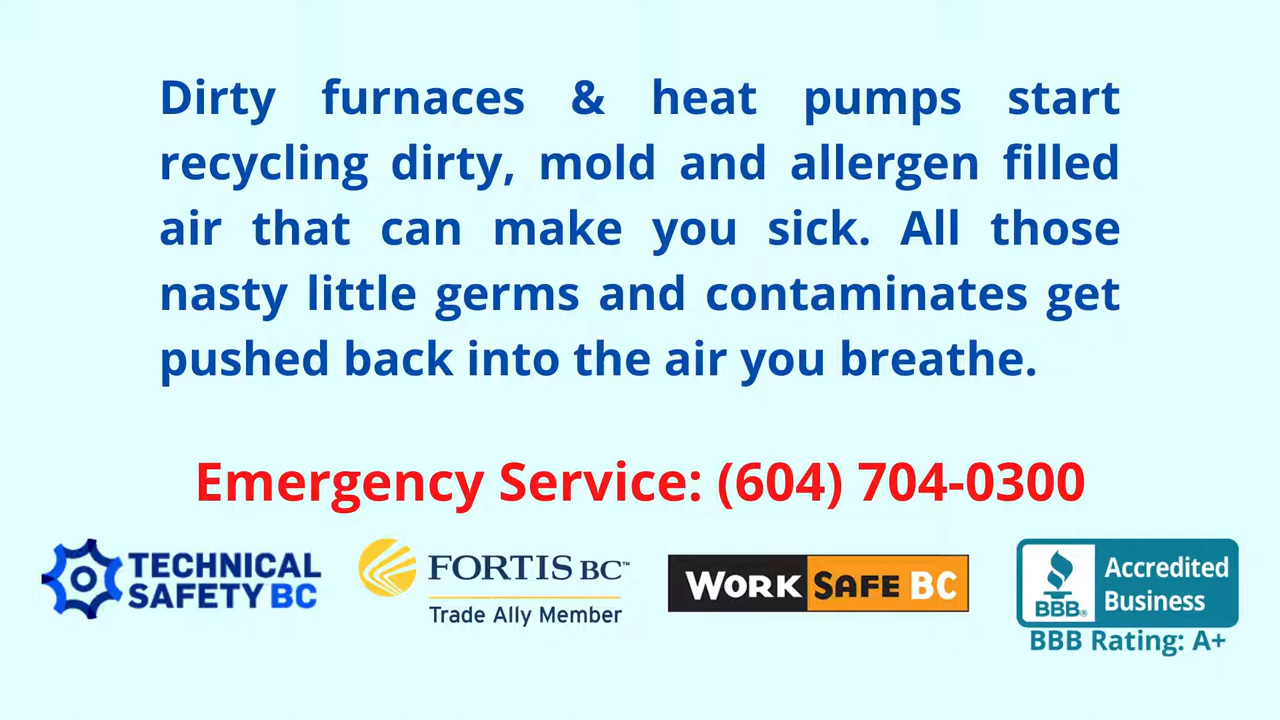 Dirty furnaces & heat pumps start
recycling dirty, mold and allergen filled
air that can make you sick. All those
nasty little germs and contaminates get
pushed back into the air you breathe.
Emergency Service: (604) 704-0300
TECHNICAL
SAFETY BC
FORTIS BC™
Trade Ally Member
WORK SAFE BC
BBB®
Accredited
Business
BBB Rating: A+